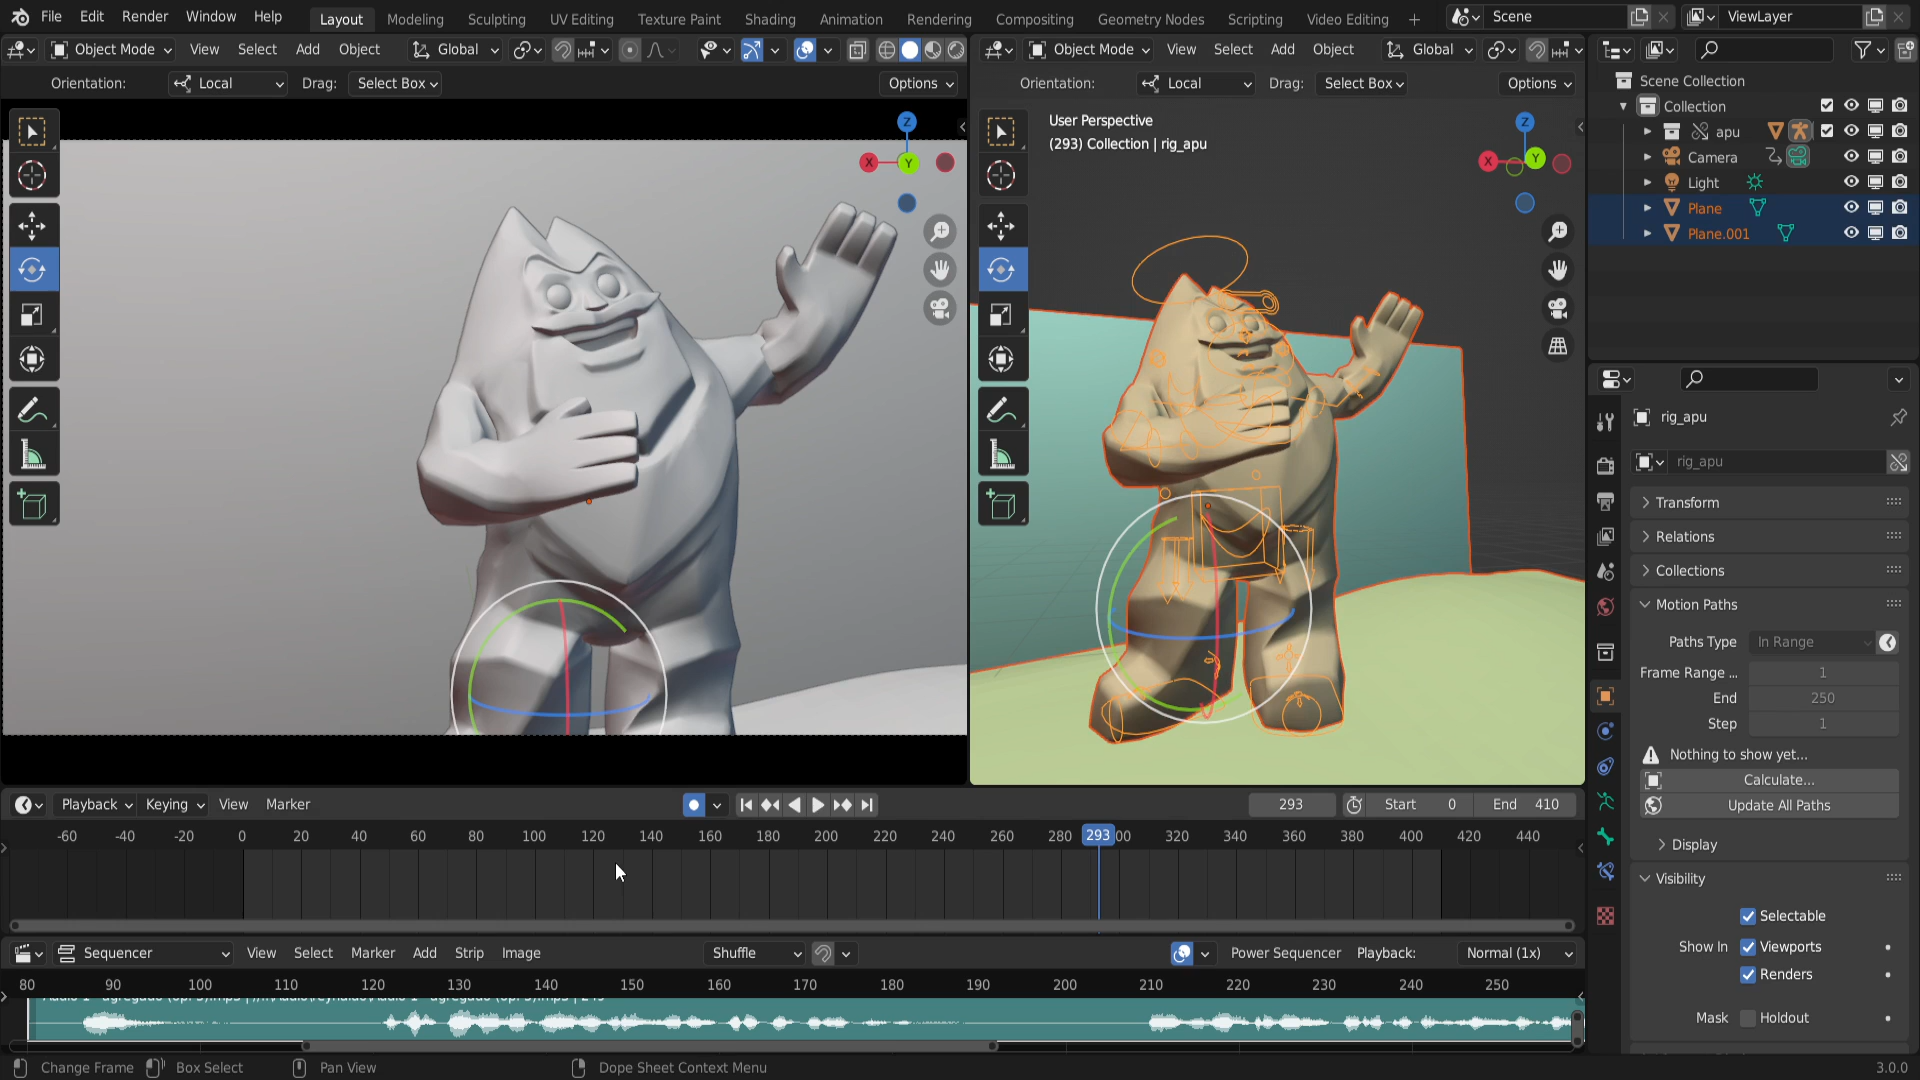 File Edit Render Window Help Layout Modeling Sculpting UV Editing Texture Paint Shading Animation Rendering Compositing Geometry Nodes Scripting Video Editing + Scene ViewLayer
Object Mode View Select Add Object Global
Object Mode View Select Add Object Global
Orientation: Local Drag: Select Box Options
Orientation: Local Drag: Select Box Options
Z
X
Y
User Perspective
(293) Collection | rig_apu
Z
X
Y
Scene Collection
Collection
apu
Camera
Light
Plane
Plane.001
rig_apu
rig_apu
Transform
Relations
Collections
Motion Paths
Paths Type In Range
Frame Range ... 1
End 250
Step 1
Nothing to show yet...
Calculate...
Update All Paths
Display
Visibility
Selectable
Show In Viewports
Renders
Mask Holdout
Playback Keying View Marker 293 Start 0 End 410
-60 -40 -20 0 20 40 60 80 100 120 140 160 180 200 220 240 260 280 293 00 320 340 360 380 400 420 440
Sequencer View Select Marker Add Strip Image Shuffle Power Sequencer Playback: Normal (1x)
80 90 100 110 120 130 140 150 160 170 180 190 200 210 220 230 240 250
Change Frame Box Select Pan View Dope Sheet Context Menu 3.0.0